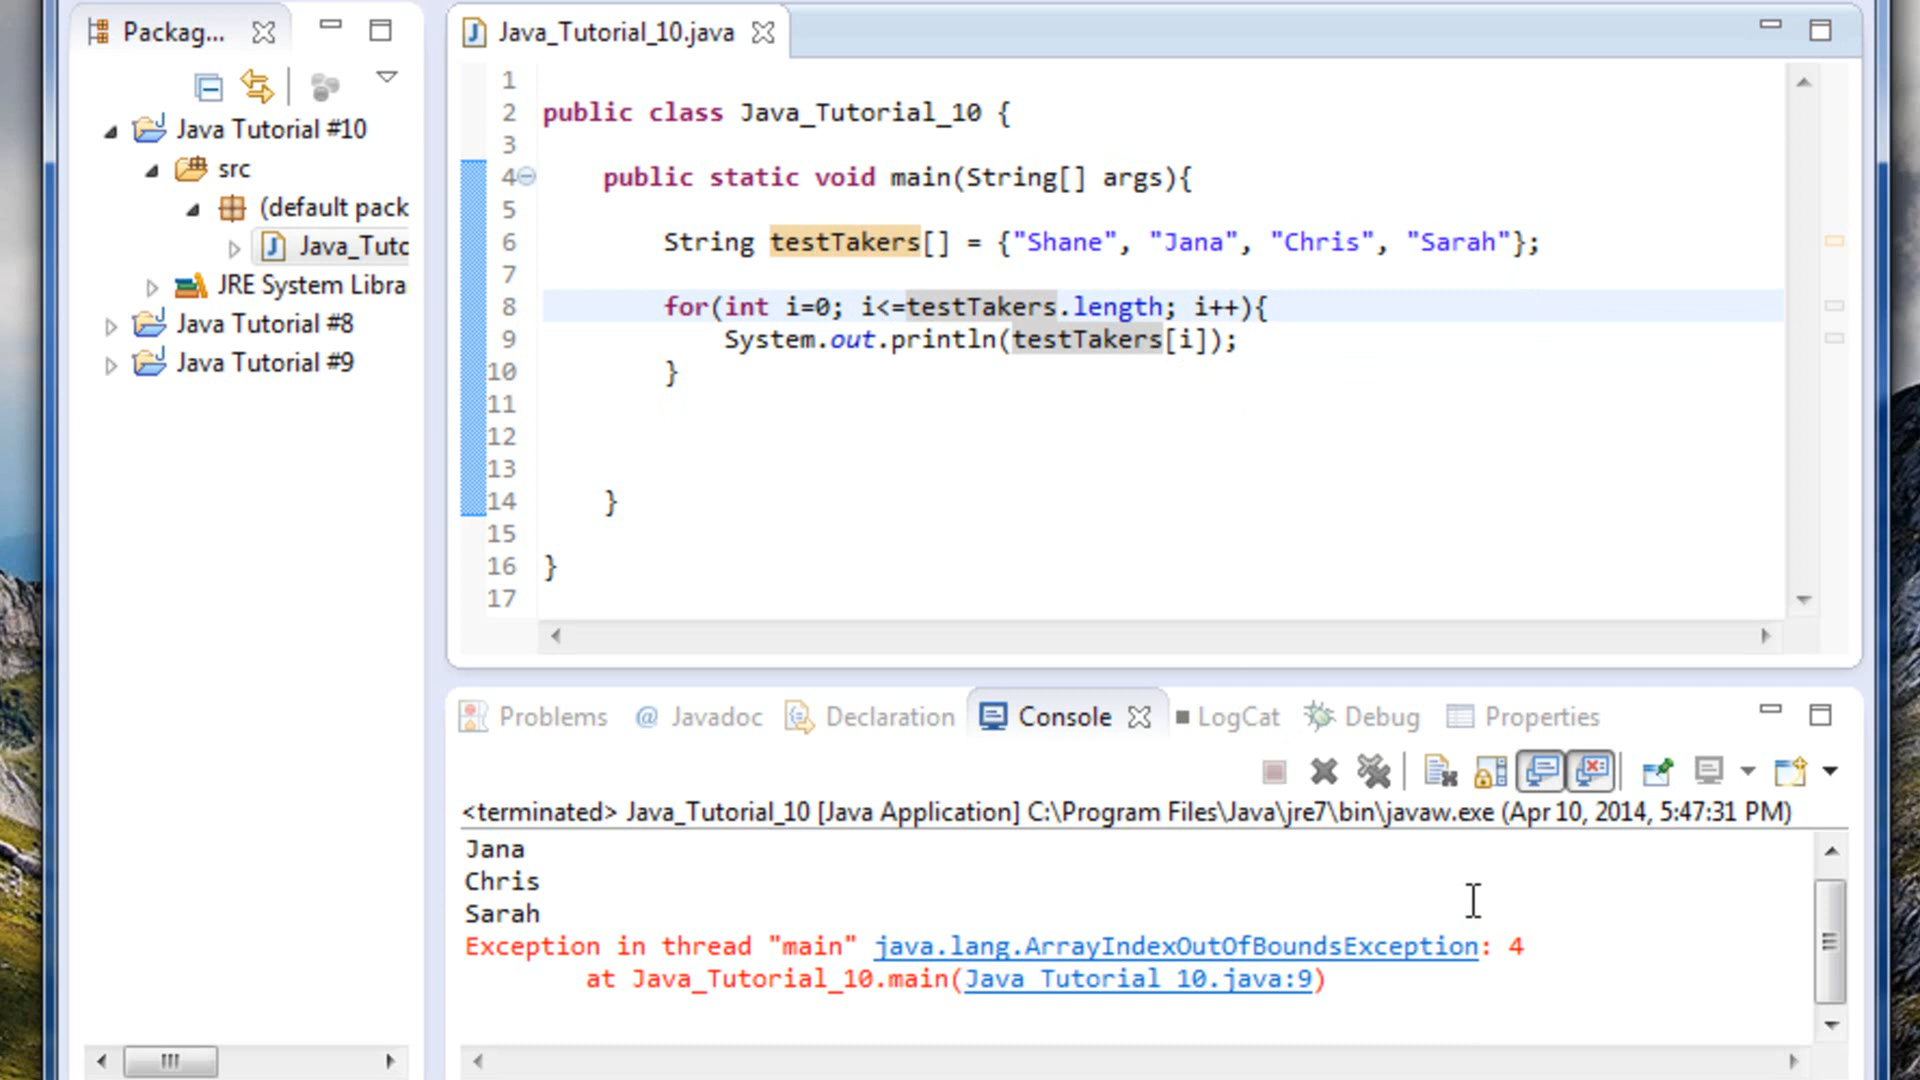 Packag...
Java Tutorial #10
src
(default pack
Java_Tuto
JRE System Libra
Java Tutorial #8
Java Tutorial #9
Java_Tutorial_10.java
1
2 public class Java_Tutorial_10 {
3
4 public static void main(String[] args){
5
6 String testTakers[] = {"Shane", "Jana", "Chris", "Sarah"};
7
8 for(int i=0; i<=testTakers.length; i++){
9 System.out.println(testTakers[i]);
10 }
11
12
13
14 }
15
16 }
17
Problems @ Javadoc Declaration Console LogCat Debug Properties
<terminated> Java_Tutorial_10 [Java Application] C:\Program Files\Java\jre7\bin\javaw.exe (Apr 10, 2014, 5:47:31 PM)
Jana
Chris
Sarah
Exception in thread "main" java.lang.ArrayIndexOutOfBoundsException: 4
at Java_Tutorial_10.main(Java_Tutorial_10.java:9)